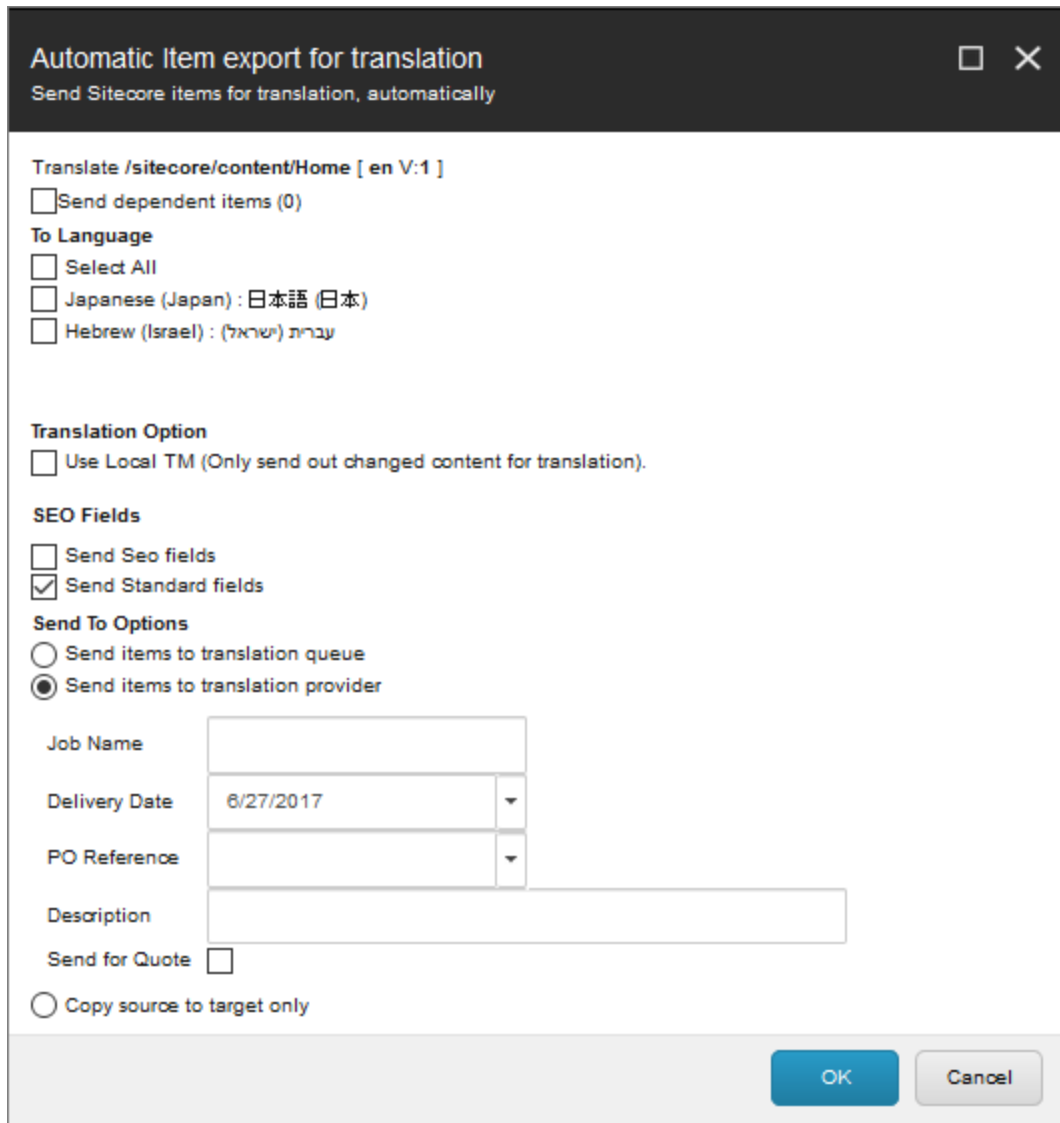 Automatic Item export for translation
Send Sitecore items for translation, automatically
Translate /sitecore/content/Home [ en V:1 ]
Send dependent items (0)
To Language
Select All
Japanese (Japan) : 日本語 (日本)
Hebrew (Israel) : עברית (ישראל)
Translation Option
Use Local TM (Only send out changed content for translation).
SEO Fields
Send Seo fields
Send Standard fields
Send To Options
Send items to translation queue
Send items to translation provider
Job Name
Delivery Date 6/27/2017
PO Reference
Description
Send for Quote
Copy source to target only
OK Cancel